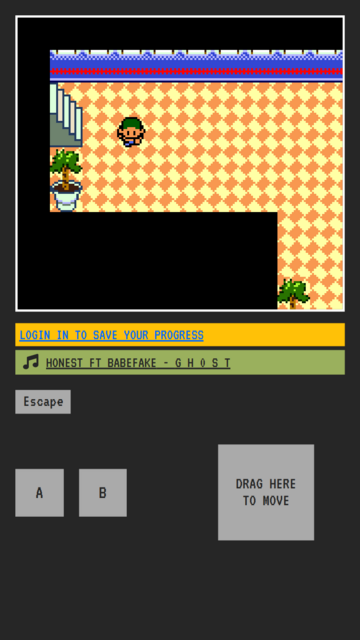 LOGIN IN TO SAVE YOUR PROGRESS
HONEST FT BABEFAKE - G H 0 S T
Escape
A
B
DRAG HERE
TO MOVE